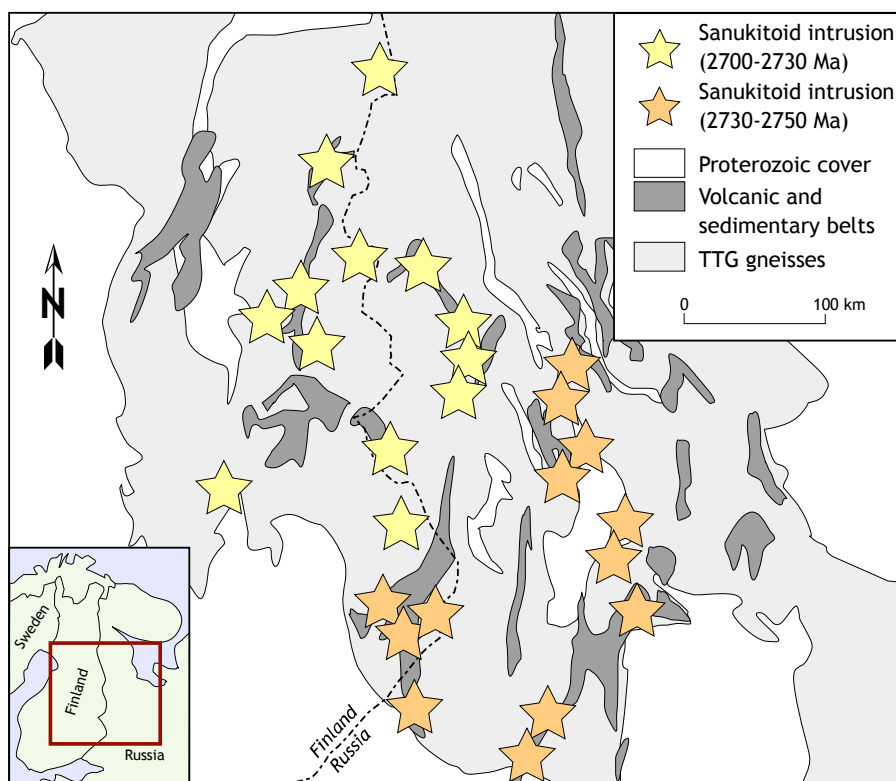 Sanukitoid intrusion
(2700-2730 Ma)
Sanukitoid intrusion
(2730-2750 Ma)
Proterozoic cover
Volcanic and
sedimentary belts
TTG gneisses
0
100 km
N
Finland
Russia
Sweden
Finland
Russia